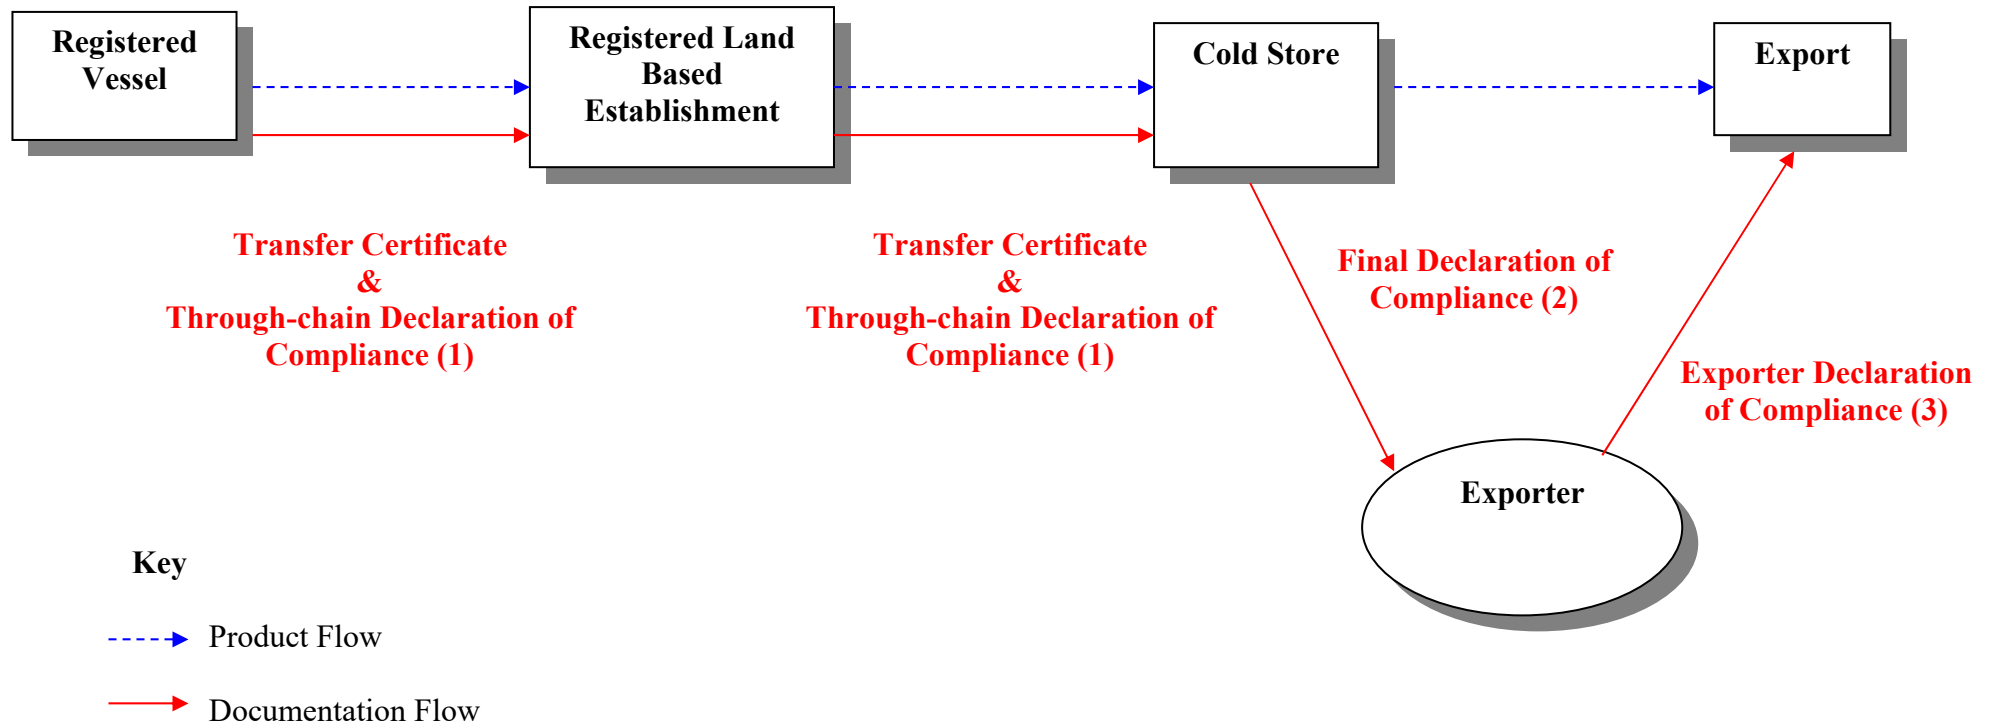 Registered
Vessel
Registered Land
Based
Establishment
Cold Store
Export
Transfer Certificate
&
Through-chain Declaration of
Compliance (1)
Transfer Certificate
&
Through-chain Declaration of
Compliance (1)
Final Declaration of
Compliance (2)
Exporter Declaration
of Compliance (3)
Exporter
Key
Product Flow
Documentation Flow